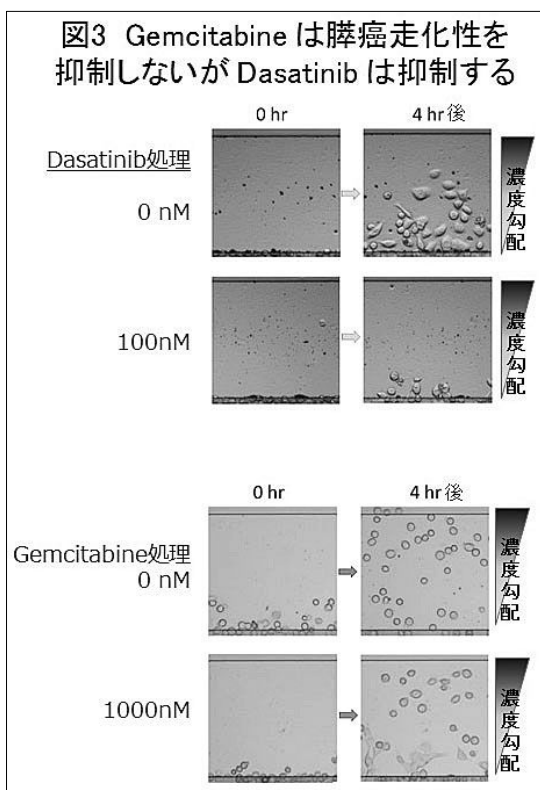 図3 Gemcitabine は膵癌走化性を
抑制しないが Dasatinib は抑制する
0 hr
4 hr 後
Dasatinib処理
0 nM
濃度勾配
100nM
濃度勾配
0 hr
4 hr 後
Gemcitabine処理
0 nM
濃度勾配
1000nM
濃度勾配